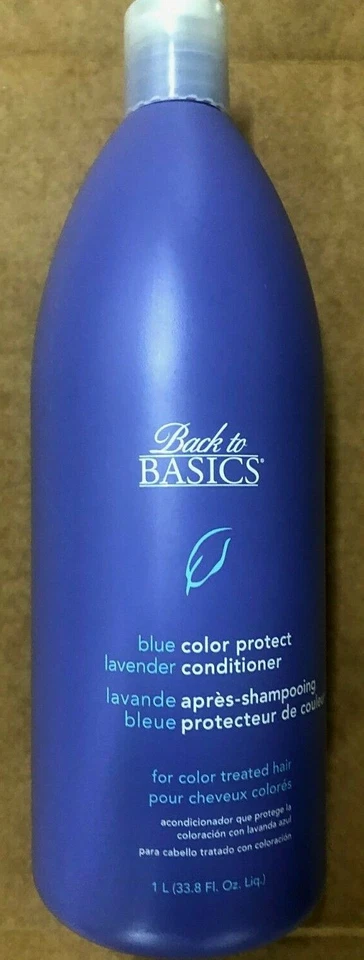 Back to
BASICS®
blue color protect
lavender conditioner
lavande après-shampooing
bleue protecteur de couleur
for color treated hair
pour cheveux colorés
acondicionador que protege la
coloración con lavanda azul
para cabello tratado con coloración
1 L (33.8 Fl. Oz. Liq.)